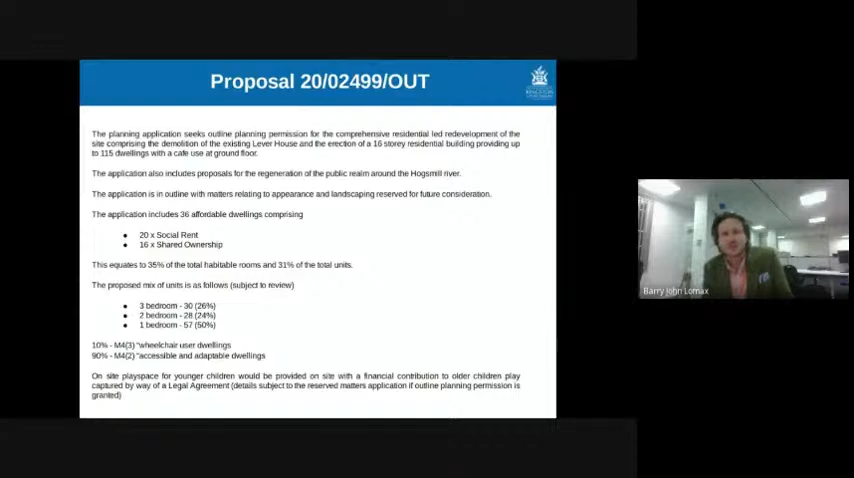 Proposal 20/02499/OUT
The planning application seeks outline planning permission for the comprehensive residential led redevelopment of the
site comprising the demolition of the existing Lever House and the erection of a 16 storey residential building providing up
to 115 dwellings with a cafe use at ground floor.
The application also includes proposals for the regeneration of the public realm around the Hogsmill river.
The application is in outline with matters relating to appearance and landscaping reserved for future consideration.
The application includes 36 affordable dwellings comprising
● 20 x Social Rent
● 16 x Shared Ownership
This equates to 35% of the total habitable rooms and 31% of the total units.
The proposed mix of units is as follows (subject to review)
● 3 bedroom - 30 (26%)
● 2 bedroom - 28 (24%)
● 1 bedroom - 57 (50%)
10% - M4(3) "wheelchair user dwellings
90% - M4(2) "accessible and adaptable dwellings
On site playspace for younger children would be provided on site with a financial contribution to older children play
captured by way of a Legal Agreement (details subject to the reserved matters application if outline planning permission is
granted)
Barry John Lomax